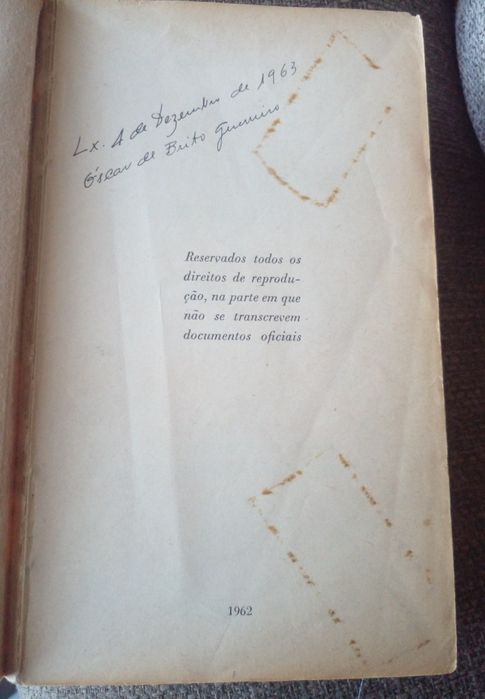 Lx. 4 de Dezembro de 1963
Óscar de Brito Guerreiro
Reservados todos os
direitos de reprodu-
ção, na parte em que
não se transcrevem
documentos oficiais
1962